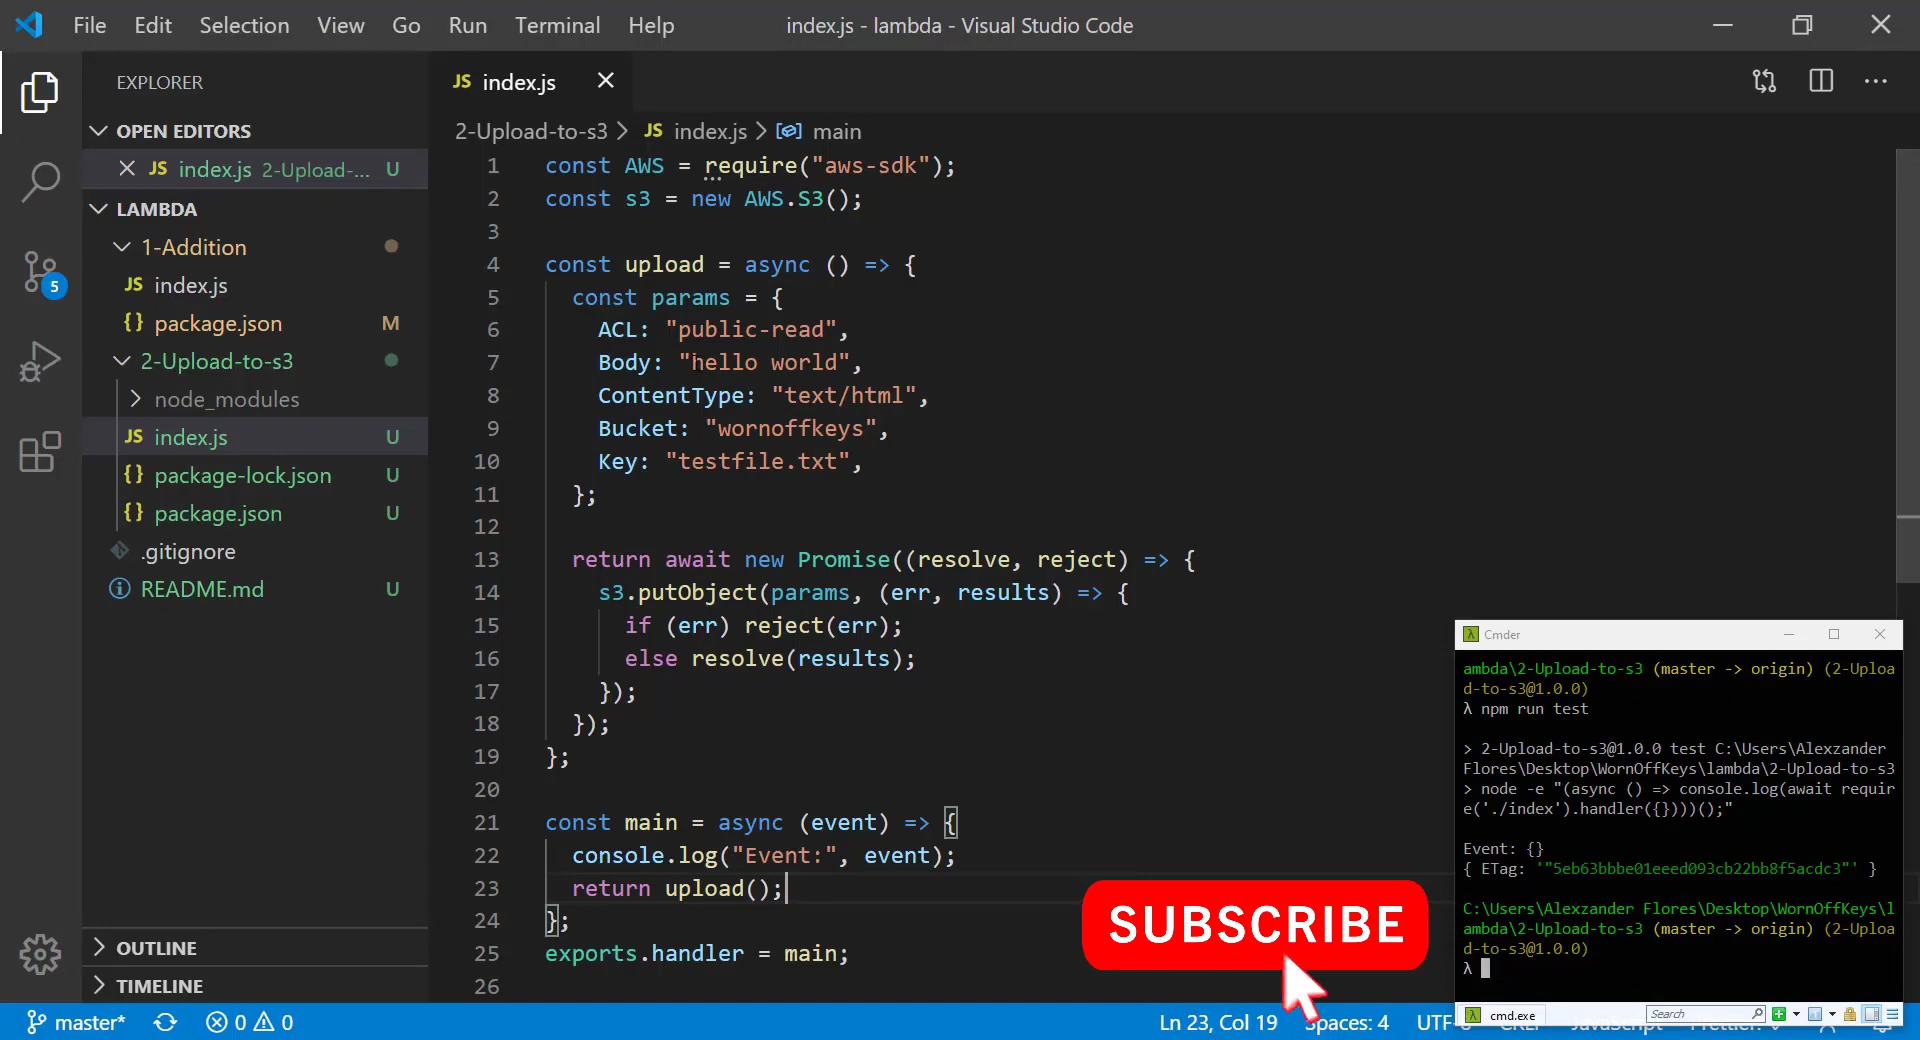 File Edit Selection View Go Run Terminal Help
index.js - lambda - Visual Studio Code
EXPLORER
OPEN EDITORS
JS index.js 2-Upload-... U
LAMBDA
1-Addition
JS index.js
{} package.json M
2-Upload-to-s3
node_modules
JS index.js U
{} package-lock.json U
{} package.json U
.gitignore
README.md U
OUTLINE
TIMELINE
5
JS index.js
2-Upload-to-s3 > JS index.js > main
1 const AWS = require("aws-sdk");
2 const s3 = new AWS.S3();
3
4 const upload = async () => {
5 const params = {
6 ACL: "public-read",
7 Body: "hello world",
8 ContentType: "text/html",
9 Bucket: "wornoffkeys",
10 Key: "testfile.txt",
11 };
12
13 return await new Promise((resolve, reject) => {
14 s3.putObject(params, (err, results) => {
15 if (err) reject(err);
16 else resolve(results);
17 });
18 });
19 };
20
21 const main = async (event) => {
22 console.log("Event:", event);
23 return upload();
24 };
25 exports.handler = main;
26
SUBSCRIBE
Cmder
ambda\2-Upload-to-s3 (master -> origin) (2-Uploa
d-to-s3@1.0.0)
λ npm run test
> 2-Upload-to-s3@1.0.0 test C:\Users\Alexzander
Flores\Desktop\WornOffKeys\lambda\2-Upload-to-s3
> node -e "(async () => console.log(await requir
e('./index').handler({})))();"
Event: {}
{ ETag: '"5eb63bbbe01eeed093cb22bb8f5acdc3"' }
C:\Users\Alexzander Flores\Desktop\WornOffKeys\l
ambda\2-Upload-to-s3 (master -> origin) (2-Uploa
d-to-s3@1.0.0)
λ
cmd.exe Search
master* 0 0 Ln 23, Col 19 Spaces: 4